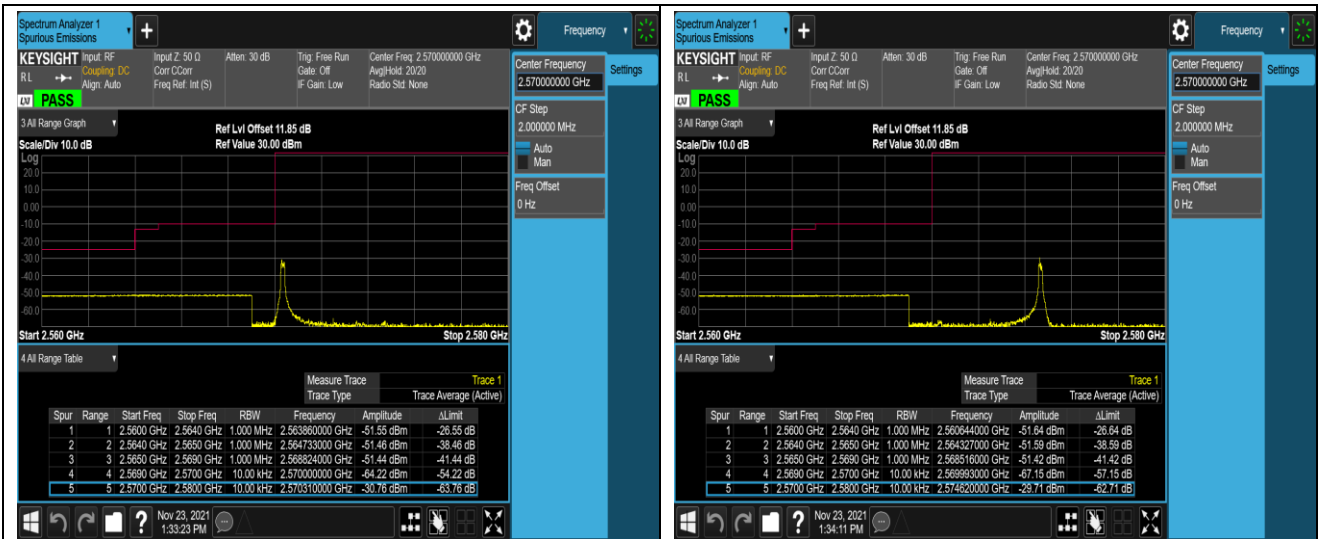 Spectrum Analyzer 1
Spurious Emissions
+
Frequency
KEYSIGHT
Input: RF
Input Z: 50 Ω
Atten: 30 dB
Trig: Free Run
Center Freq: 2.570000000 GHz
RL
Coupling: DC
Corr CCorr
Gate: Off
Avg|Hold: 20/20
Align: Auto
Freq Ref: Int (S)
IF Gain: Low
Radio Std: None
LXI
PASS
Center Frequency
2.570000000 GHz
Settings
CF Step
2.000000 MHz
Auto
Man
Freq Offset
0 Hz
3 All Range Graph
Ref Lvl Offset 11.85 dB
Scale/Div 10.0 dB
Ref Value 30.00 dBm
Log
20.0
10.0
0.00
-10.0
-20.0
-30.0
-40.0
-50.0
-60.0
Start 2.560 GHz
Stop 2.580 GHz
4 All Range Table
Measure Trace Trace 1
Trace Type Trace Average (Active)
Spur Range Start Freq Stop Freq RBW Frequency Amplitude ΔLimit
1 1 2.5600 GHz 2.5640 GHz 1.000 MHz 2.563860000 GHz -51.55 dBm -26.55 dB
2 2 2.5640 GHz 2.5650 GHz 1.000 MHz 2.564733000 GHz -51.46 dBm -38.46 dB
3 3 2.5650 GHz 2.5690 GHz 1.000 MHz 2.568824000 GHz -51.44 dBm -41.44 dB
4 4 2.5690 GHz 2.5700 GHz 10.00 kHz 2.570000000 GHz -64.22 dBm -54.22 dB
5 5 2.5700 GHz 2.5800 GHz 10.00 kHz 2.570310000 GHz -30.76 dBm -63.76 dB
?
Nov 23, 2021
1:33:23 PM
Spectrum Analyzer 1
Spurious Emissions
+
Frequency
KEYSIGHT
Input: RF
Input Z: 50 Ω
Atten: 30 dB
Trig: Free Run
Center Freq: 2.570000000 GHz
RL
Coupling: DC
Corr CCorr
Gate: Off
Avg|Hold: 20/20
Align: Auto
Freq Ref: Int (S)
IF Gain: Low
Radio Std: None
LXI
PASS
Center Frequency
2.570000000 GHz
Settings
CF Step
2.000000 MHz
Auto
Man
Freq Offset
0 Hz
3 All Range Graph
Ref Lvl Offset 11.85 dB
Scale/Div 10.0 dB
Ref Value 30.00 dBm
Log
20.0
10.0
0.00
-10.0
-20.0
-30.0
-40.0
-50.0
-60.0
Start 2.560 GHz
Stop 2.580 GHz
4 All Range Table
Measure Trace Trace 1
Trace Type Trace Average (Active)
Spur Range Start Freq Stop Freq RBW Frequency Amplitude ΔLimit
1 1 2.5600 GHz 2.5640 GHz 1.000 MHz 2.560644000 GHz -51.64 dBm -26.64 dB
2 2 2.5640 GHz 2.5650 GHz 1.000 MHz 2.564327000 GHz -51.59 dBm -38.59 dB
3 3 2.5650 GHz 2.5690 GHz 1.000 MHz 2.568516000 GHz -51.42 dBm -41.42 dB
4 4 2.5690 GHz 2.5700 GHz 10.00 kHz 2.569993000 GHz -67.15 dBm -57.15 dB
5 5 2.5700 GHz 2.5800 GHz 10.00 kHz 2.574620000 GHz -29.71 dBm -62.71 dB
?
Nov 23, 2021
1:34:11 PM